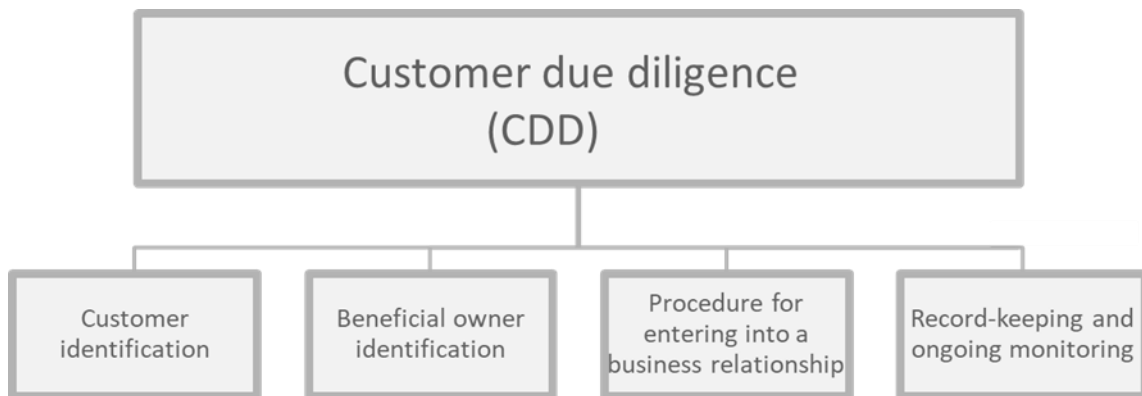 Customer due diligence
(CDD)
Customer
identification
Beneficial owner
identification
Procedure for
entering into a
business relationship
Record-keeping and
ongoing monitoring